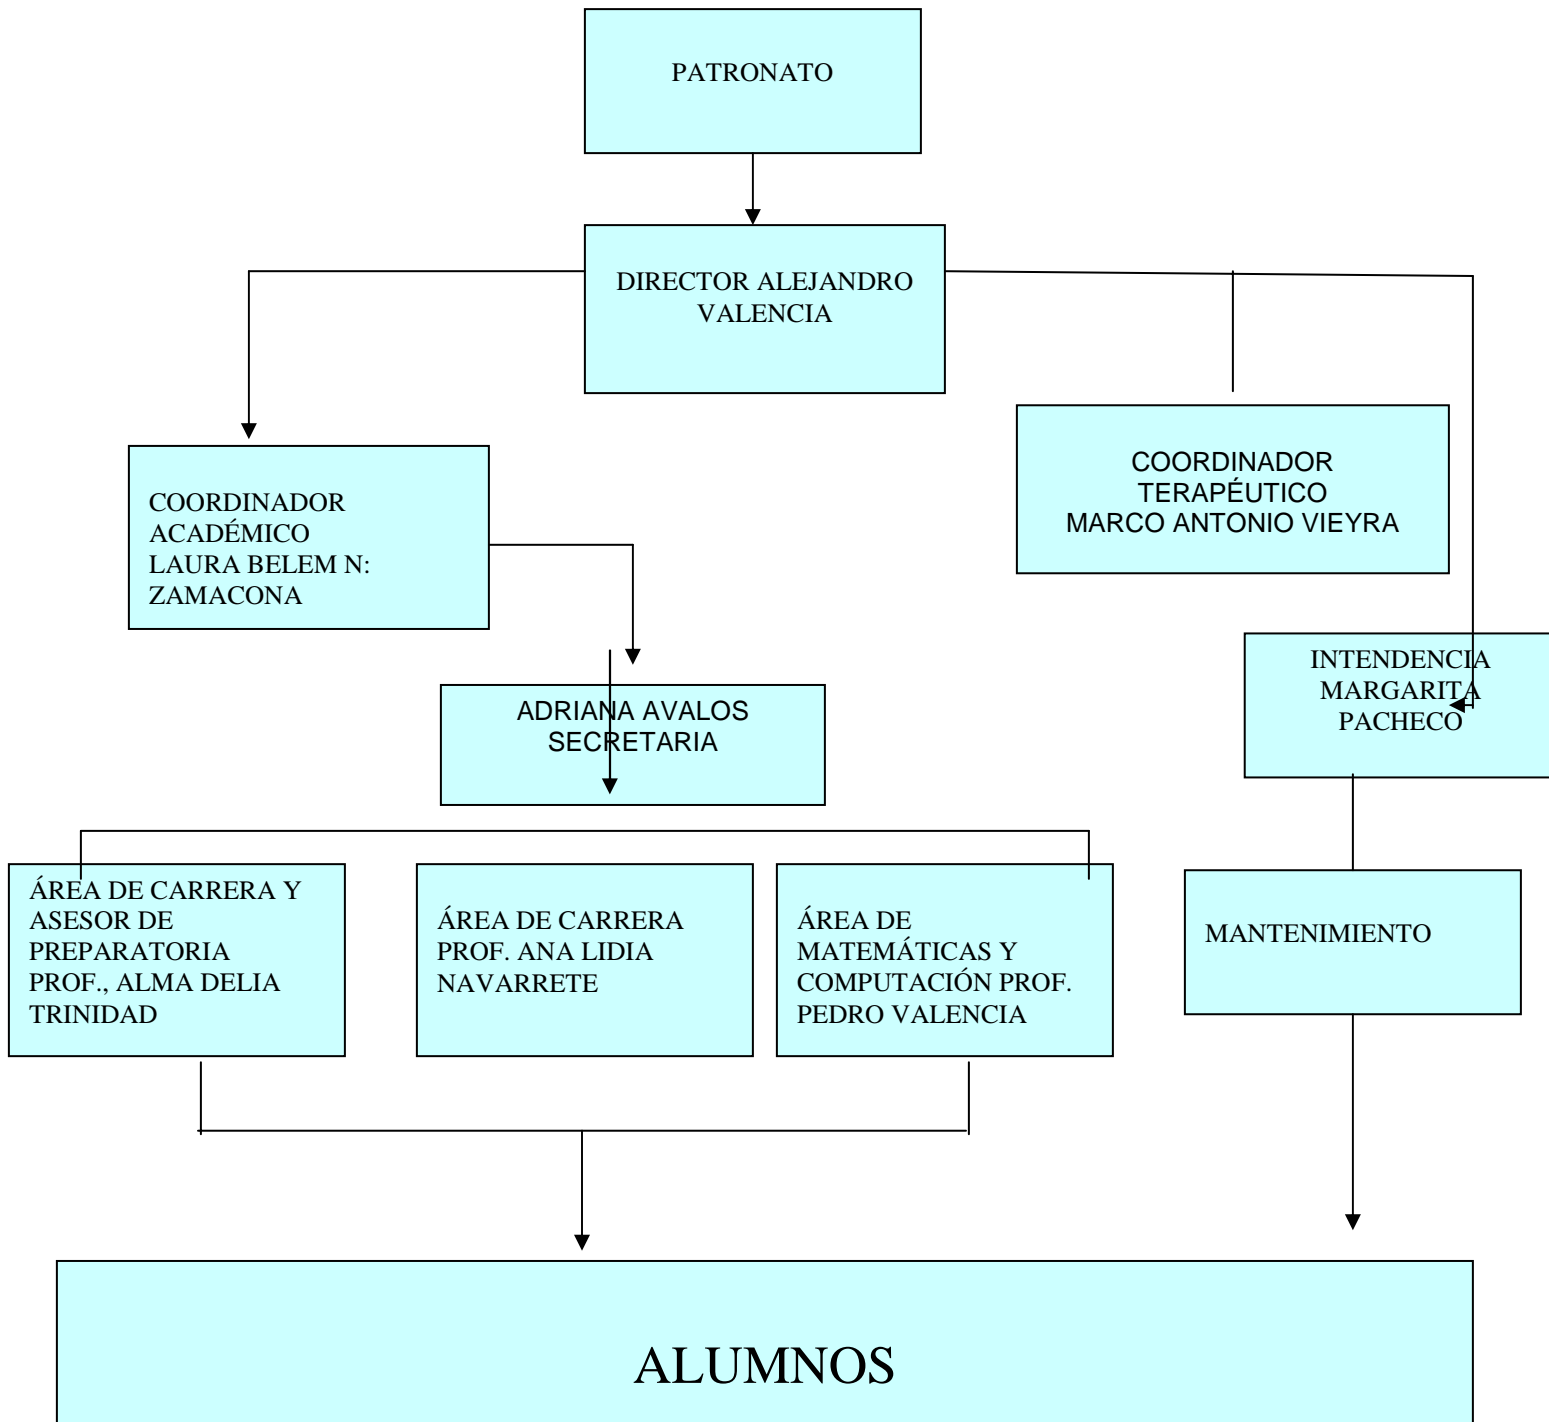 PATRONATO
DIRECTOR ALEJANDRO
VALENCIA
COORDINADOR
ACADÉMICO
LAURA BELEM N:
ZAMACONA
COORDINADOR
TERAPÉUTICO
MARCO ANTONIO VIEYRA
INTENDENCIA
MARGARITA
PACHECO
ADRIANA AVALOS
SECRETARIA
ÁREA DE CARRERA Y
ASESOR DE
PREPARATORIA
PROF., ALMA DELIA
TRINIDAD
ÁREA DE CARRERA
PROF. ANA LIDIA
NAVARRETE
ÁREA DE
MATEMÁTICAS Y
COMPUTACIÓN PROF.
PEDRO VALENCIA
MANTENIMIENTO
ALUMNOS